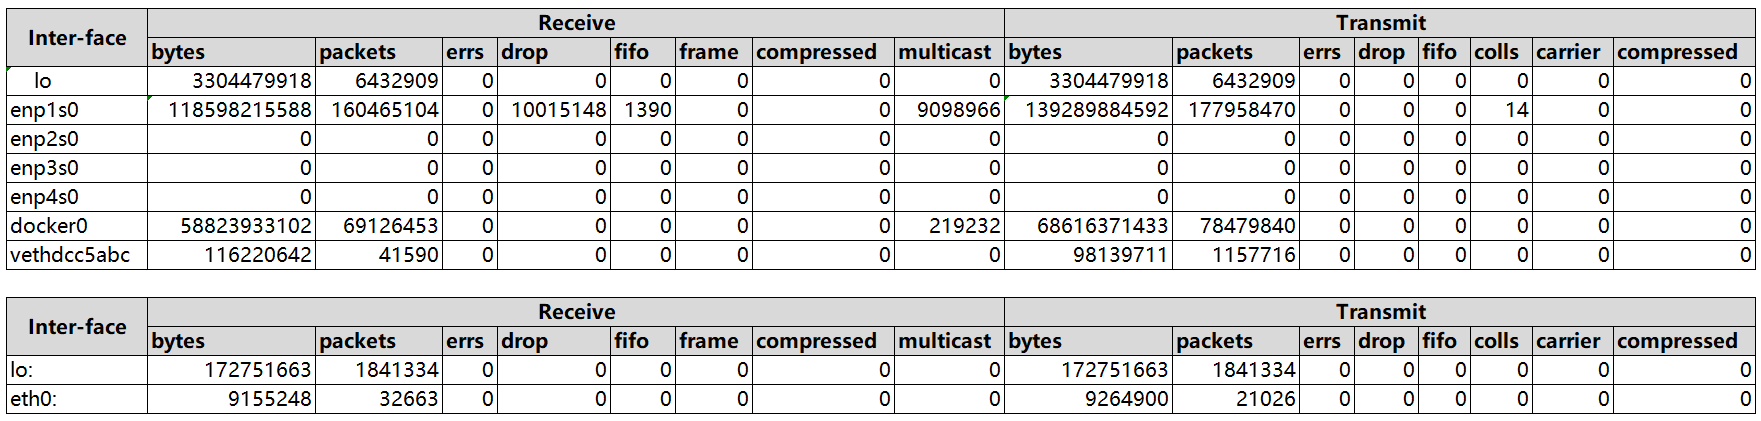 Inter-face Receive Transmit
bytes packets errs drop fifo frame compressed multicast bytes packets errs drop fifo colls carrier compressed
lo 3304479918 6432909 0 0 0 0 0 0 3304479918 6432909 0 0 0 0 0 0
enp1s0 118598215588 160465104 0 10015148 1390 0 0 9098966 139289884592 177958470 0 0 0 14 0 0
enp2s0 0 0 0 0 0 0 0 0 0 0 0 0 0 0 0 0
enp3s0 0 0 0 0 0 0 0 0 0 0 0 0 0 0 0 0
enp4s0 0 0 0 0 0 0 0 0 0 0 0 0 0 0 0 0
docker0 58823933102 69126453 0 0 0 0 0 219232 68616371433 78479840 0 0 0 0 0 0
vethdcc5abc 116220642 41590 0 0 0 0 0 0 98139711 1157716 0 0 0 0 0 0
Inter-face Receive Transmit
bytes packets errs drop fifo frame compressed multicast bytes packets errs drop fifo colls carrier compressed
lo: 172751663 1841334 0 0 0 0 0 0 172751663 1841334 0 0 0 0 0 0
eth0: 9155248 32663 0 0 0 0 0 0 9264900 21026 0 0 0 0 0 0